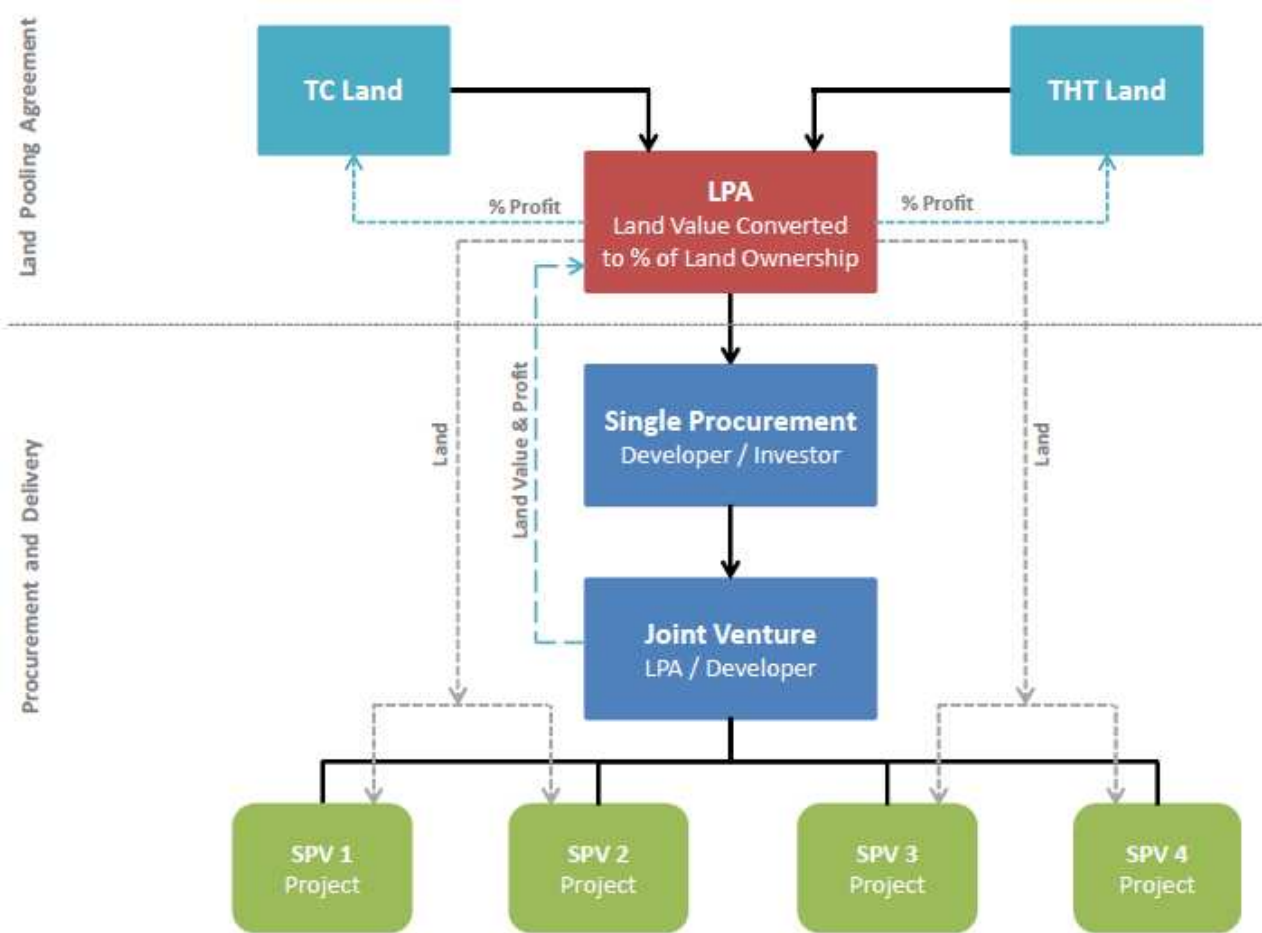 Land Pooling Agreement
TC Land
THT Land
LPA
Land Value Converted
to % of Land Ownership
% Profit
% Profit
Procurement and Delivery
Land
Land Value & Profit
Single Procurement
Developer / Investor
Land
Joint Venture
LPA / Developer
SPV 1
Project
SPV 2
Project
SPV 3
Project
SPV 4
Project